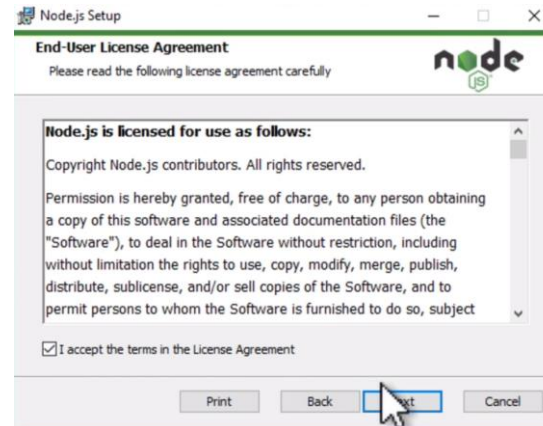 Node.js Setup
End-User License Agreement
Please read the following license agreement carefully
node
JS
Node.js is licensed for use as follows:
Copyright Node.js contributors. All rights reserved.
Permission is hereby granted, free of charge, to any person obtaining
a copy of this software and associated documentation files (the
"Software"), to deal in the Software without restriction, including
without limitation the rights to use, copy, modify, merge, publish,
distribute, sublicense, and/or sell copies of the Software, and to
permit persons to whom the Software is furnished to do so, subject
I accept the terms in the License Agreement
Print Back Next Cancel